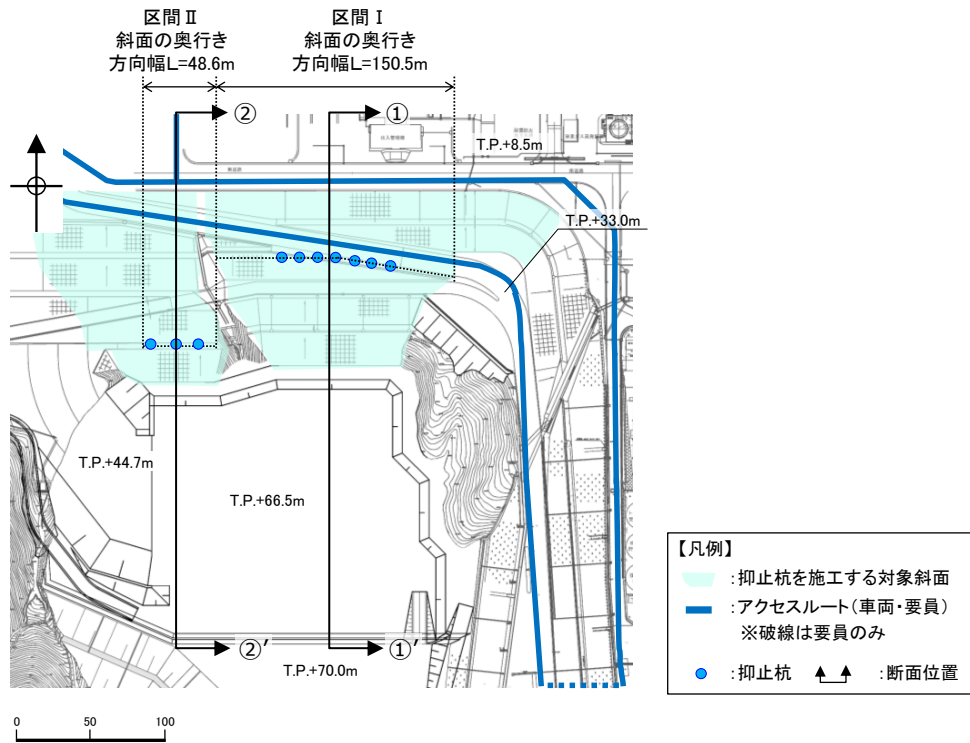 区間Ⅱ
斜面の奥行き
方向幅L=48.6m
区間Ⅰ
斜面の奥行き
方向幅L=150.5m
②
①
T.P.+8.5m
T.P.+33.0m
T.P.+44.7m
T.P.+66.5m
②'
①'
T.P.+70.0m
【凡例】
:抑止杭を施工する対象斜面
:アクセスルート(車両・要員)
※破線は要員のみ
:抑止杭
:断面位置
0 50 100